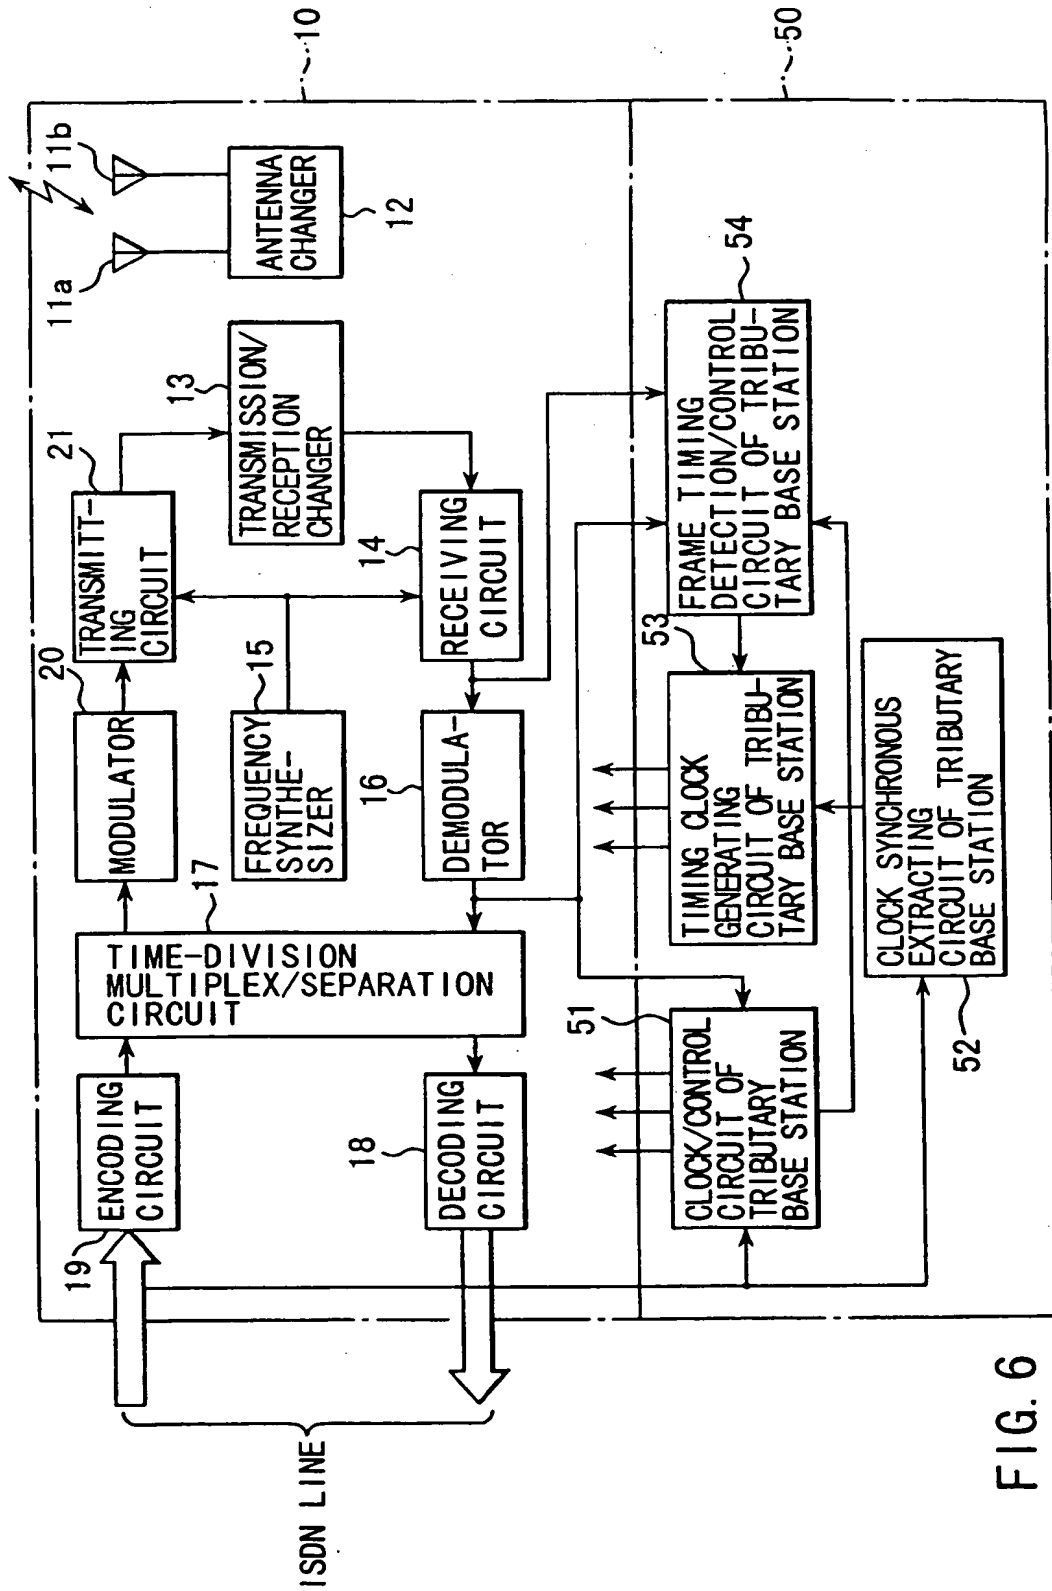 10
50
11b
11a
ANTENNA
CHANGER
12
13
TRANSMISSION/
RECEPTION
CHANGER
21
TRANSMITT-
ING
CIRCUIT
14
RECEIVING
CIRCUIT
20
MODULATOR
15
FREQUENCY
SYNTHE-
SIZER
16
DEMODULA-
TOR
17
TIME-DIVISION
MULTIPLEX/SEPARATION
CIRCUIT
19
ENCODING
CIRCUIT
18
DECODING
CIRCUIT
ISDN LINE
54
FRAME TIMING
DETECTION/CONTROL
CIRCUIT OF TRIBU-
TARY BASE STATION
53
TIMING CLOCK
GENERATING
CIRCUIT OF TRIBU-
TARY BASE STATION
51
CLOCK/CONTROL
CIRCUIT OF
TRIBUTARY
BASE STATION
52
CLOCK SYNCHRONOUS
EXTRACTING
CIRCUIT OF TRIBUTARY
BASE STATION
FIG. 6